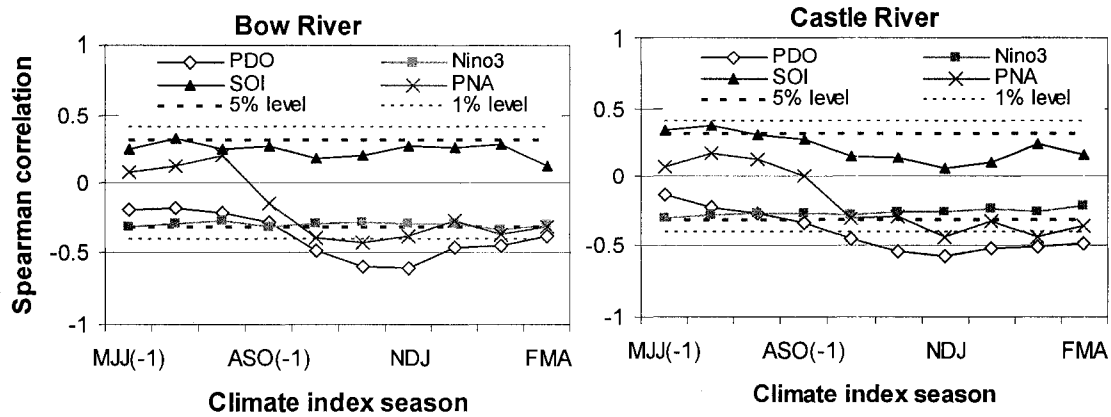 Bow River
Spearman correlation
1
0.5
0
-0.5
-1
PDO
Nino3
SOI
PNA
5% level
1% level
MJJ(-1)
ASO(-1)
NDJ
FMA
Climate index season
Castle River
1
0.5
0
-0.5
-1
PDO
Nino3
SOI
PNA
5% level
1% level
MJJ(-1)
ASO(-1)
NDJ
FMA
Climate index season